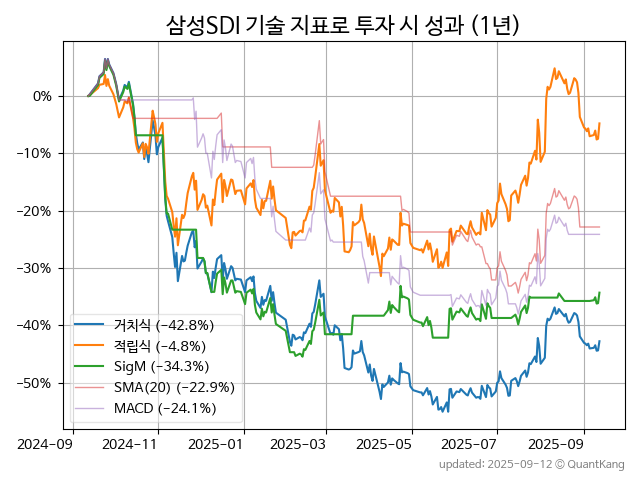 삼성SDI 기술 지표로 투자 시 성과 (1년)
0%
−10%
−20%
−30%
−40%
−50%
거치식 (−42.8%)
적립식 (−4.8%)
SigM (−34.3%)
SMA(20) (−22.9%)
MACD (−24.1%)
2024-09
2024-11
2025-01
2025-03
2025-05
2025-07
2025-09
updated: 2025-09-12 © QuantKang